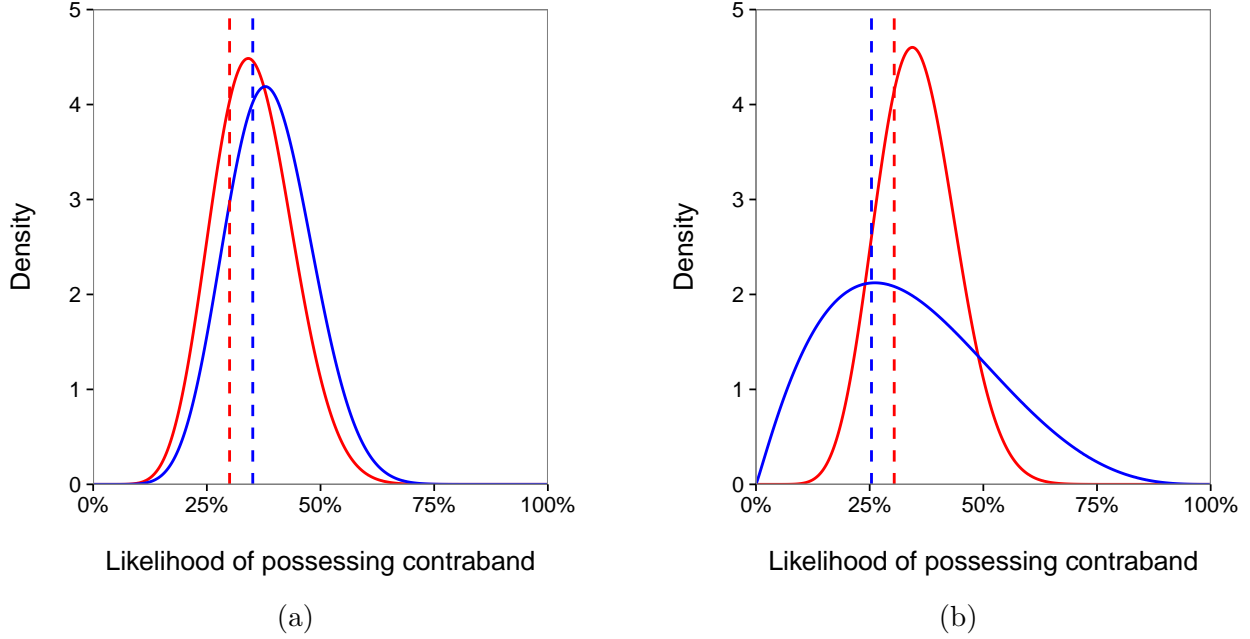 5
4
3
2
1
0
Density
0% 25% 50% 75% 100%
Likelihood of possessing contraband
(a)
5
4
3
2
1
0
Density
0% 25% 50% 75% 100%
Likelihood of possessing contraband
(b)